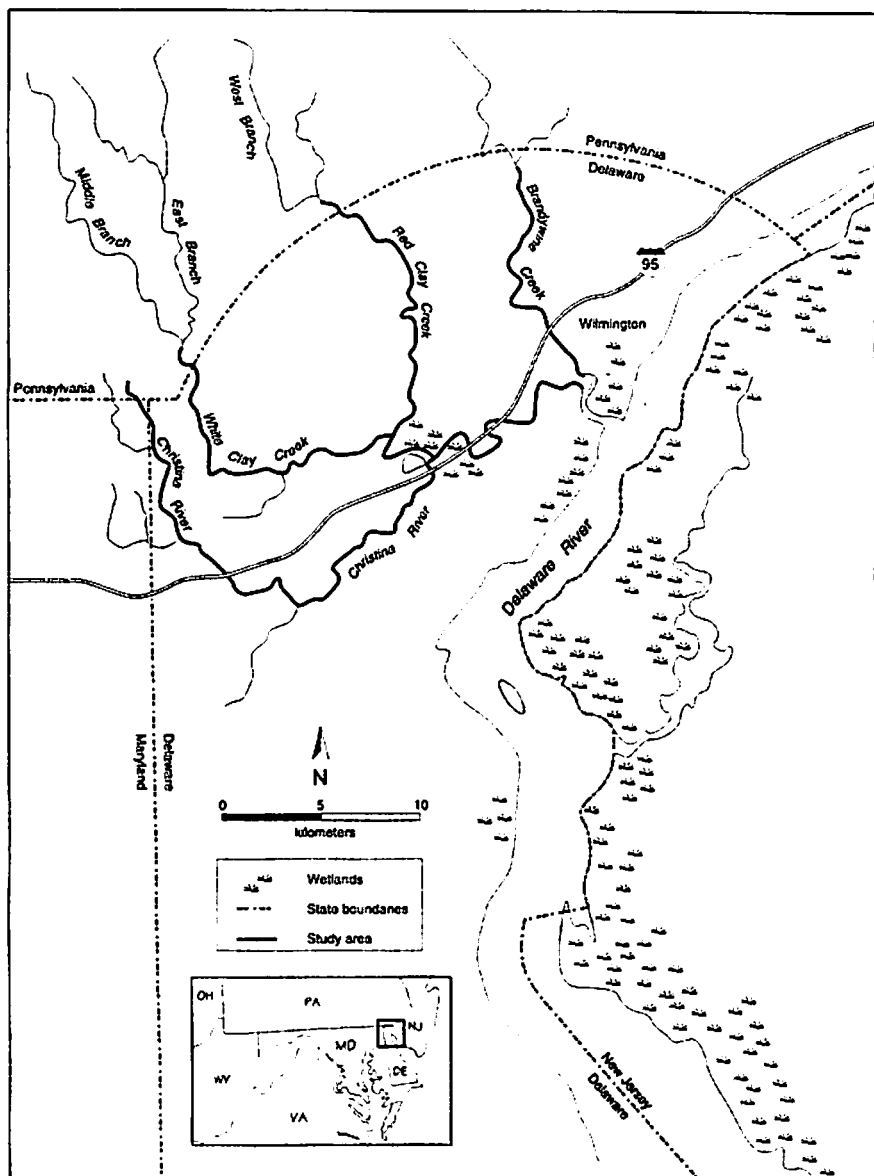 West Branch
Middle Branch
East Branch
Pennsylvania
Delaware
Brandywine
Creek
Red Clay Creek
95
Wilmington
Pennsylvania
White
Clay Creek
Christina
River
Christina River
Delaware River
Delaware
Maryland
N
0 5 10
kilometers
Wetlands
State boundaries
Study area
OH
PA
NJ
MD
DE
WV
VA
New Jersey
Delaware